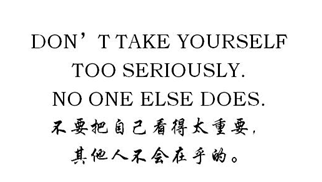 DON’T TAKE YOURSELF
TOO SERIOUSLY.
NO ONE ELSE DOES.
不要把自己看得太重要,
其他人不会在乎的。